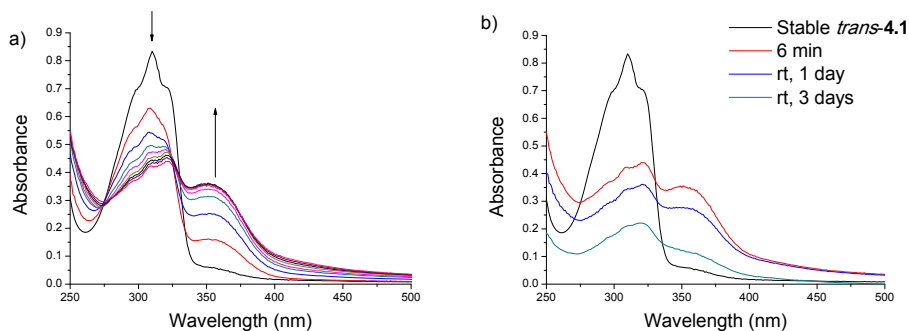 a)
Absorbance
0.9
0.8
0.7
0.6
0.5
0.4
0.3
0.2
0.1
0.0
250 300 350 400 450 500
Wavelength (nm)
b)
Absorbance
0.9
0.8
0.7
0.6
0.5
0.4
0.3
0.2
0.1
0.0
250 300 350 400 450 500
Wavelength (nm)
Stable trans-4.1
6 min
rt, 1 day
rt, 3 days